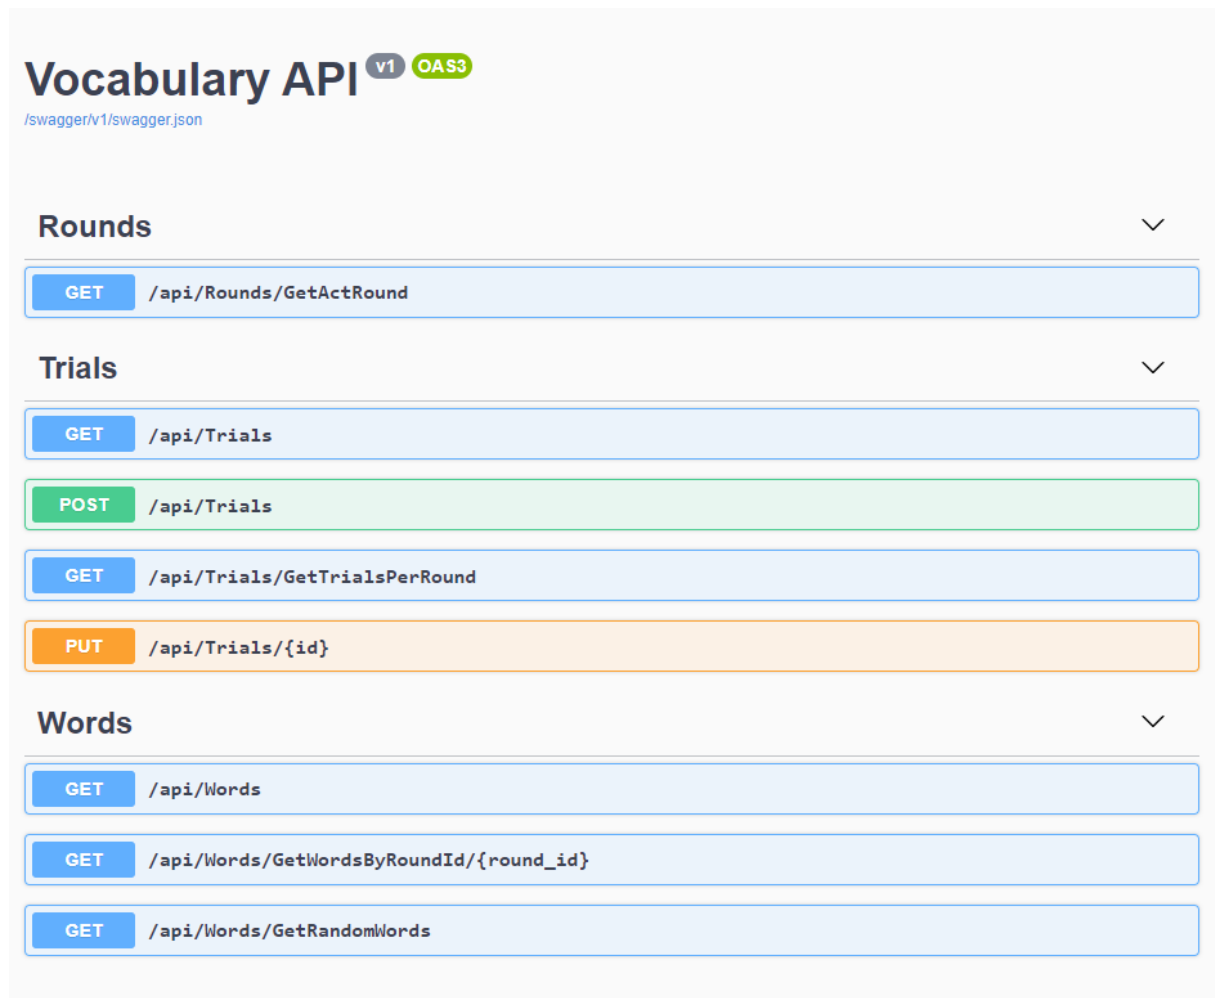 Vocabulary API v1 OAS3
/swagger/v1/swagger.json
Rounds
GET /api/Rounds/GetActRound
Trials
GET /api/Trials
POST /api/Trials
GET /api/Trials/GetTrialsPerRound
PUT /api/Trials/{id}
Words
GET /api/Words
GET /api/Words/GetWordsByRoundId/{round_id}
GET /api/Words/GetRandomWords